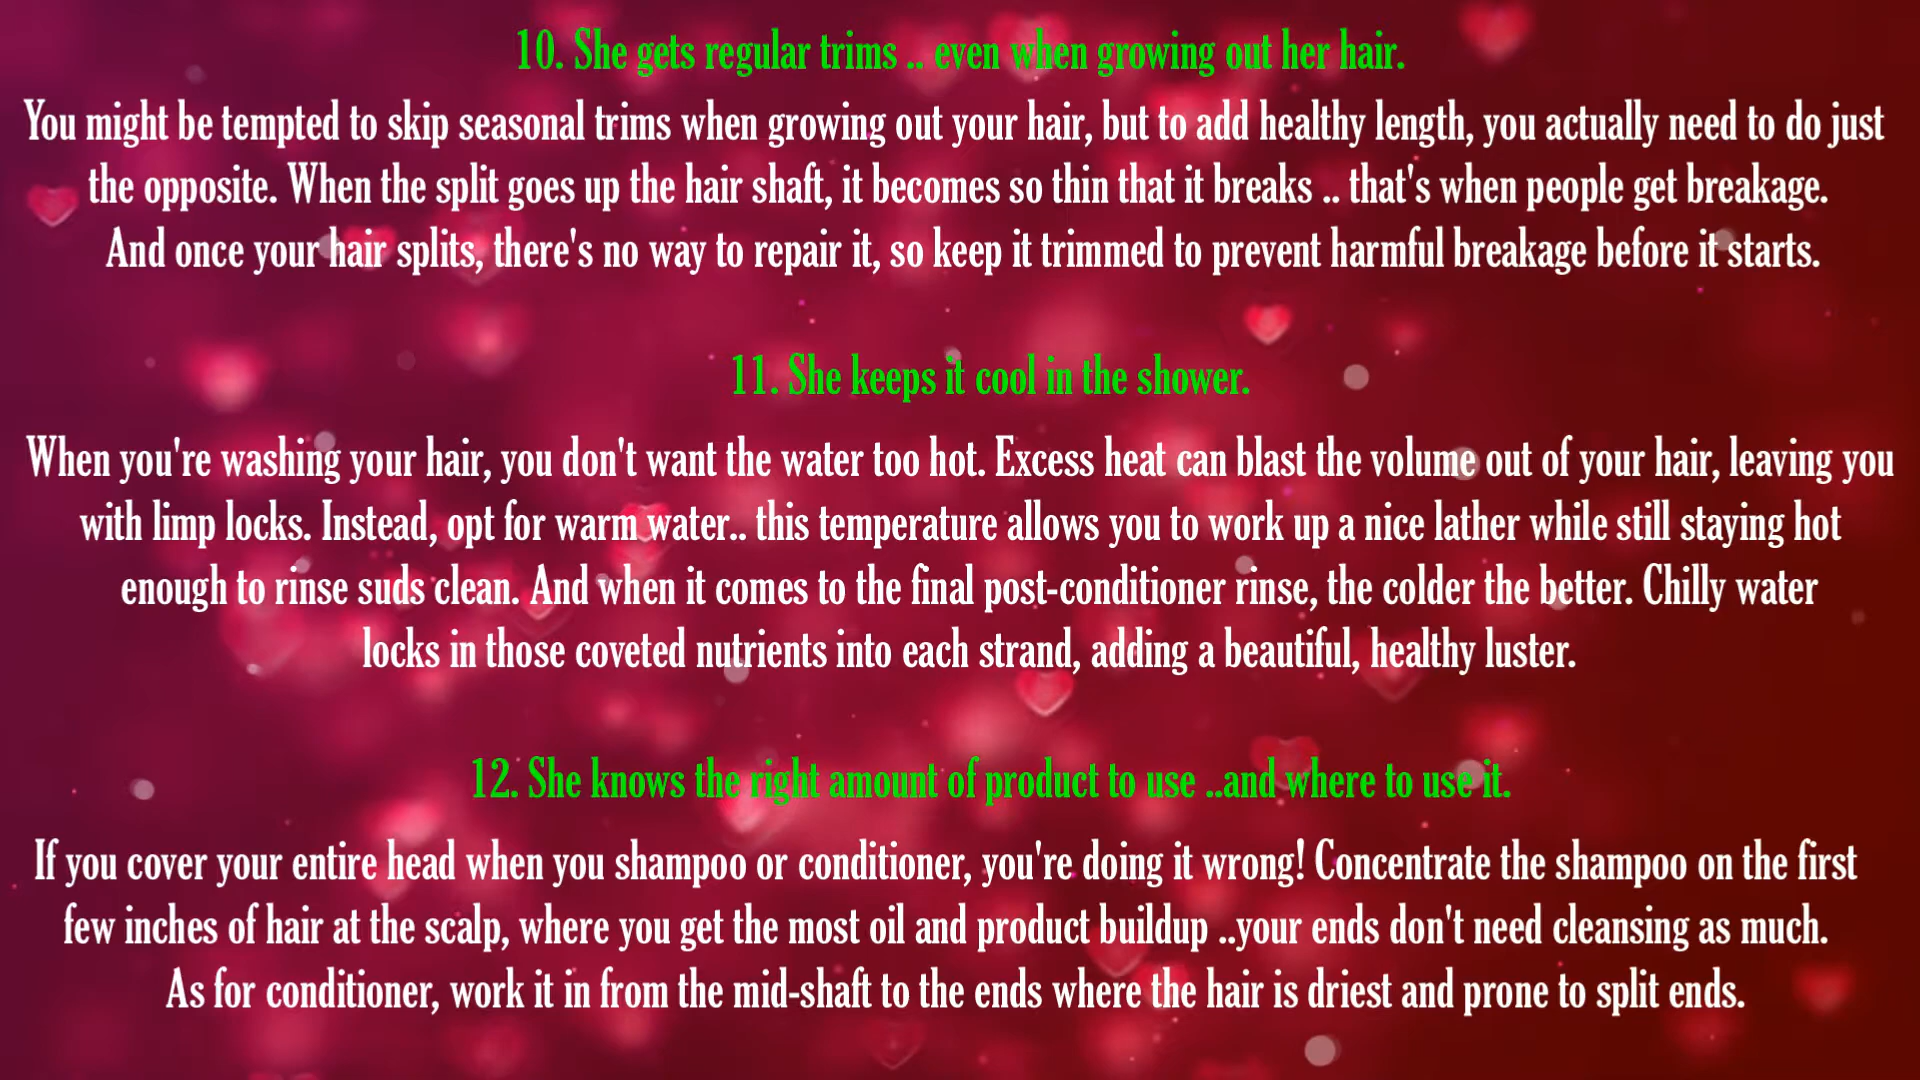 10. She gets regular trims .. even when growing out her hair.
You might be tempted to skip seasonal trims when growing out your hair, but to add healthy length, you actually need to do just
the opposite. When the split goes up the hair shaft, it becomes so thin that it breaks .. that's when people get breakage.
And once your hair splits, there's no way to repair it, so keep it trimmed to prevent harmful breakage before it starts.
11. She keeps it cool in the shower.
When you're washing your hair, you don't want the water too hot. Excess heat can blast the volume out of your hair, leaving you
with limp locks. Instead, opt for warm water.. this temperature allows you to work up a nice lather while still staying hot
enough to rinse suds clean. And when it comes to the final post-conditioner rinse, the colder the better. Chilly water
locks in those coveted nutrients into each strand, adding a beautiful, healthy luster.
12. She knows the right amount of product to use ..and where to use it.
If you cover your entire head when you shampoo or conditioner, you're doing it wrong! Concentrate the shampoo on the first
few inches of hair at the scalp, where you get the most oil and product buildup ..your ends don't need cleansing as much.
As for conditioner, work it in from the mid-shaft to the ends where the hair is driest and prone to split ends.